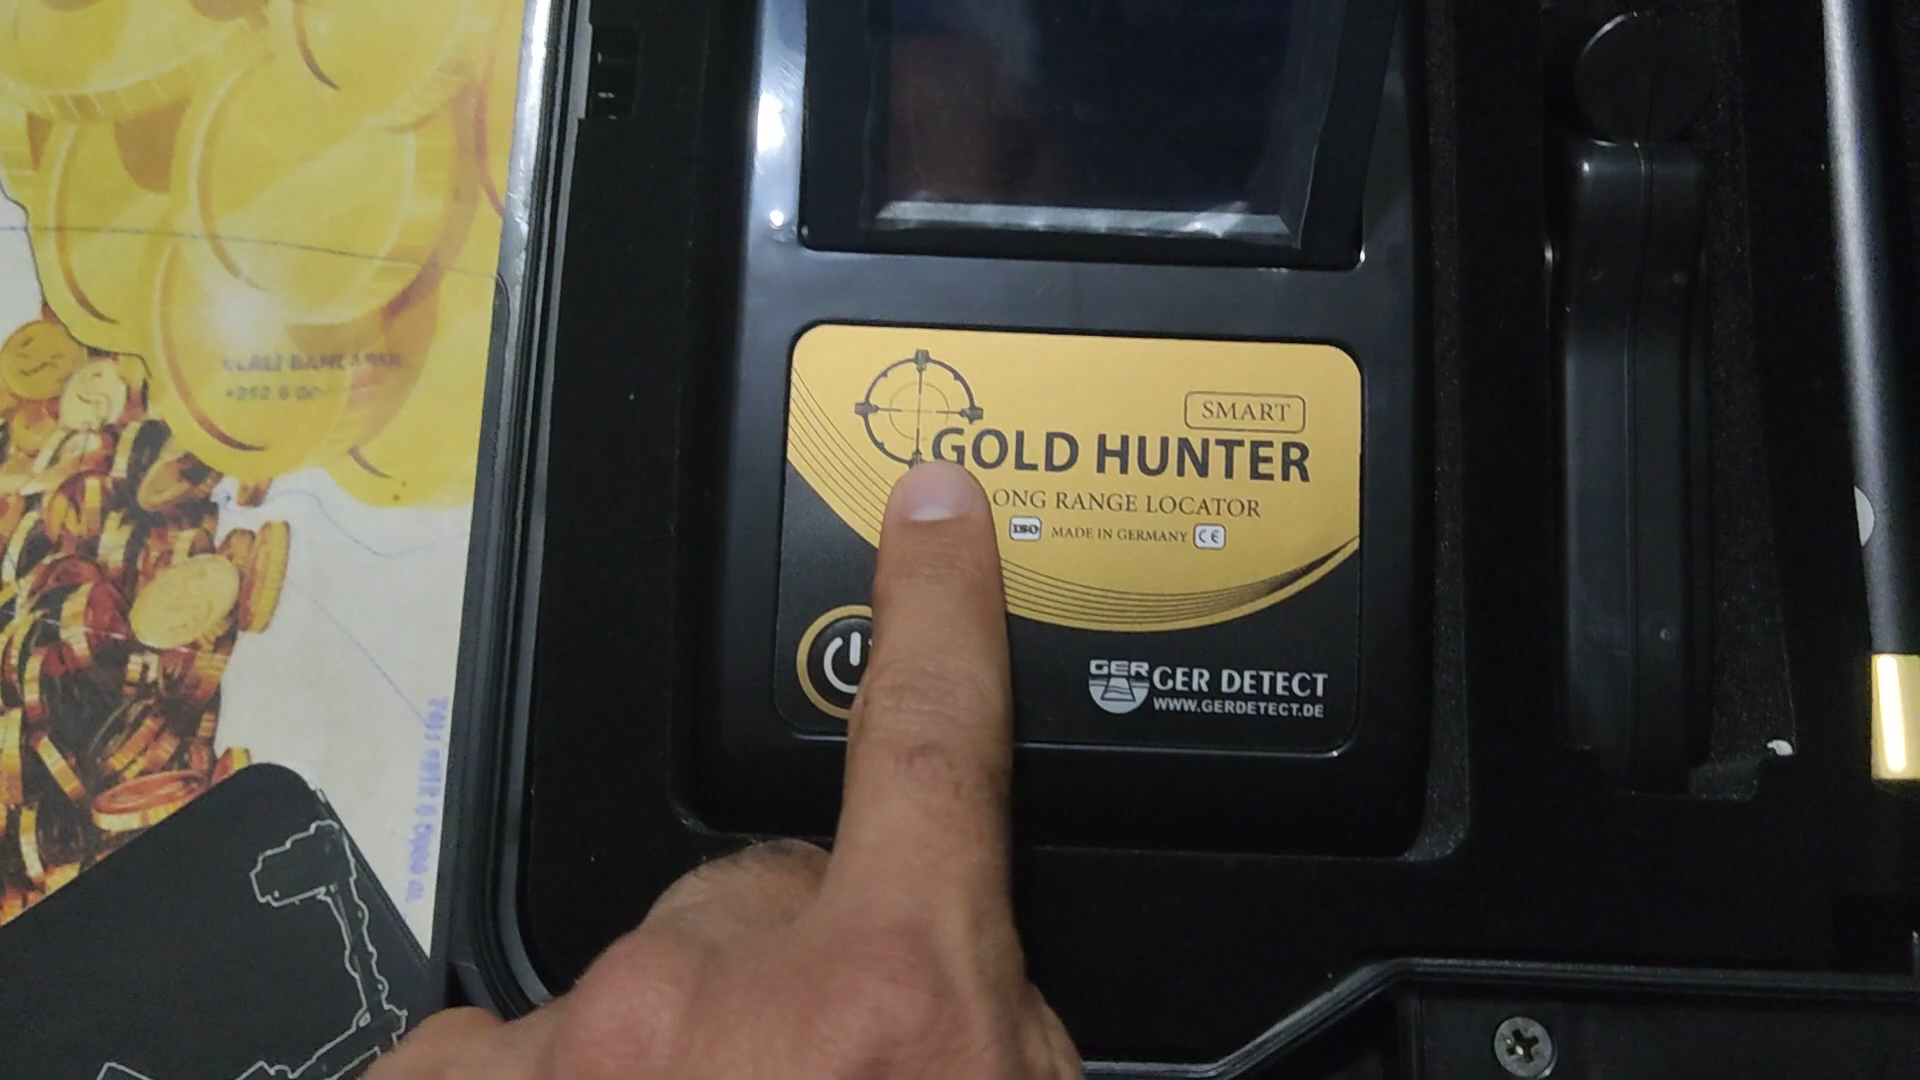 SMART
GOLD HUNTER
ONG RANGE LOCATOR
ISO MADE IN GERMANY CE
GER GER DETECT
WWW.GERDETECT.DE